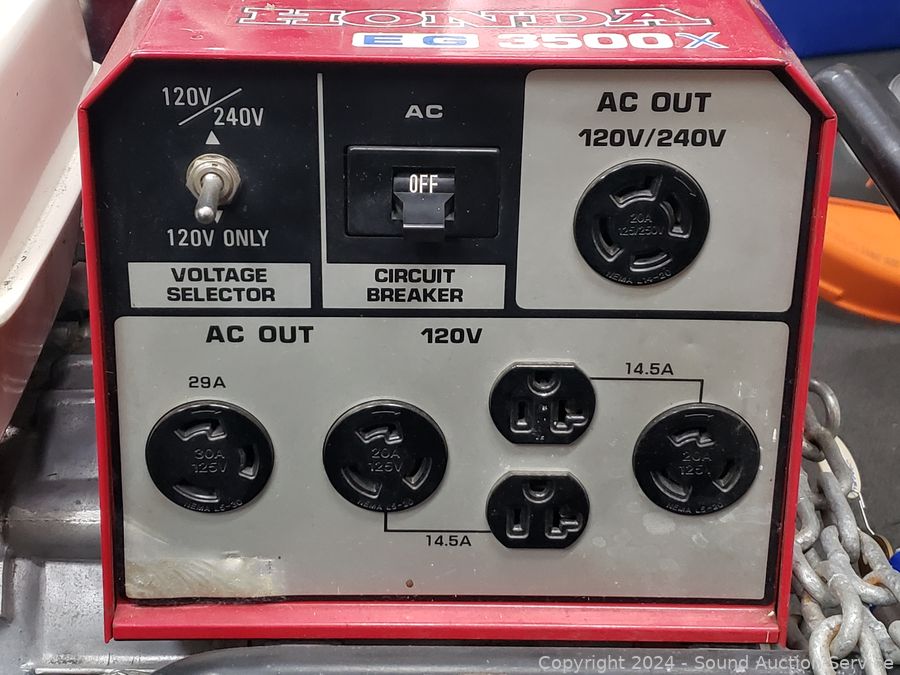 HONDA
EG 3500X
120V/240V
120V ONLY
VOLTAGE
SELECTOR
AC
OFF
CIRCUIT
BREAKER
AC OUT
120V/240V
20A
125/250V
NEMA L14-20
AC OUT 120V
29A
30A
125V
NEMA L5-30
20A
125V
NEMA L5-20
14.5A
14.5A
20A
125V
NEMA L5-20
Copyright 2024 - Sound Auction Service